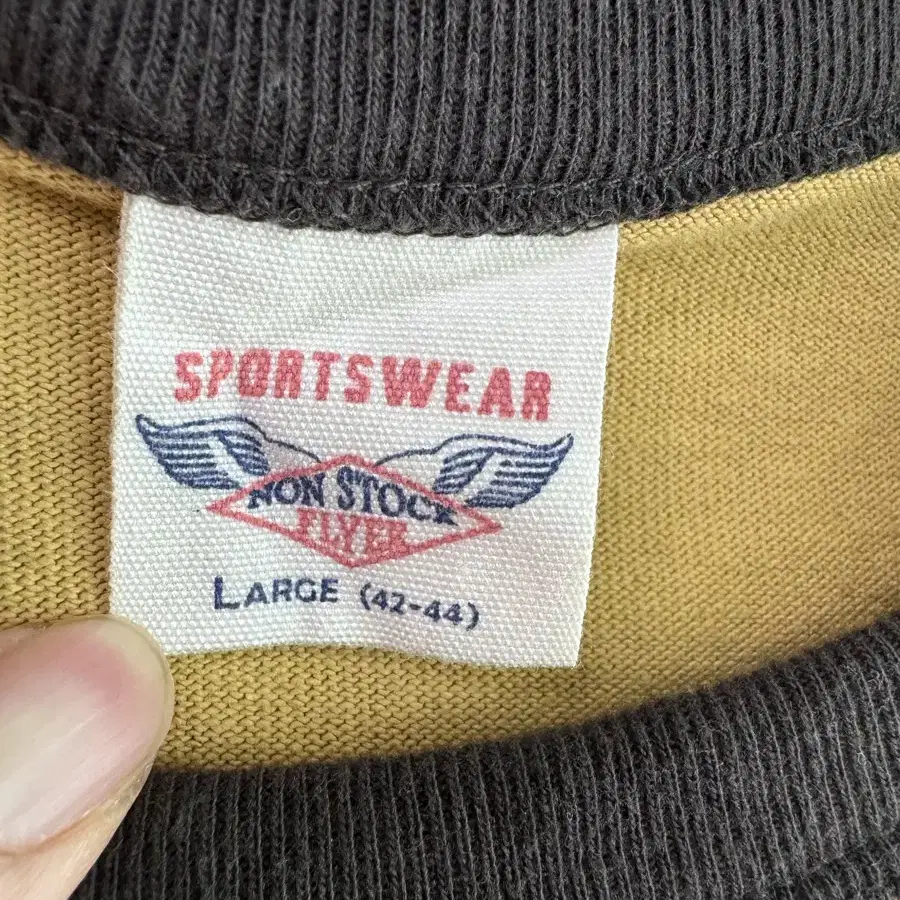 SPORTSWEAR
NON STOCK
FLYER
LARGE (42-44)